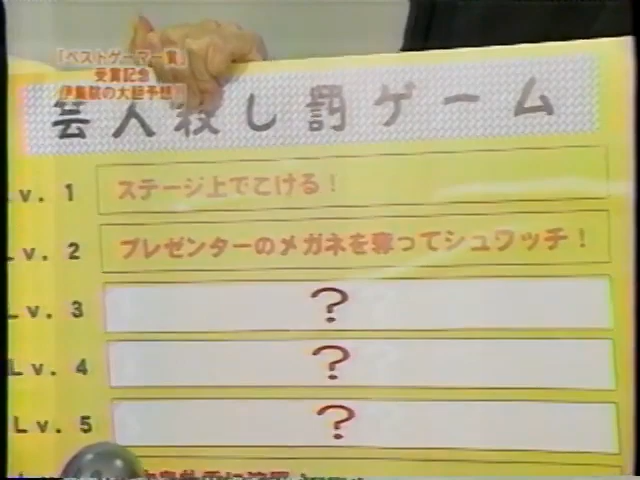 「ベストゲーマー賞」
受賞記念
伊集院の大胆予想!
芸人殺し罰ゲーム
Lv. 1 ステージ上でこける!
Lv. 2 プレゼンターのメガネを奪ってシュワッチ!
Lv. 3 ?
Lv. 4 ?
Lv. 5 ?